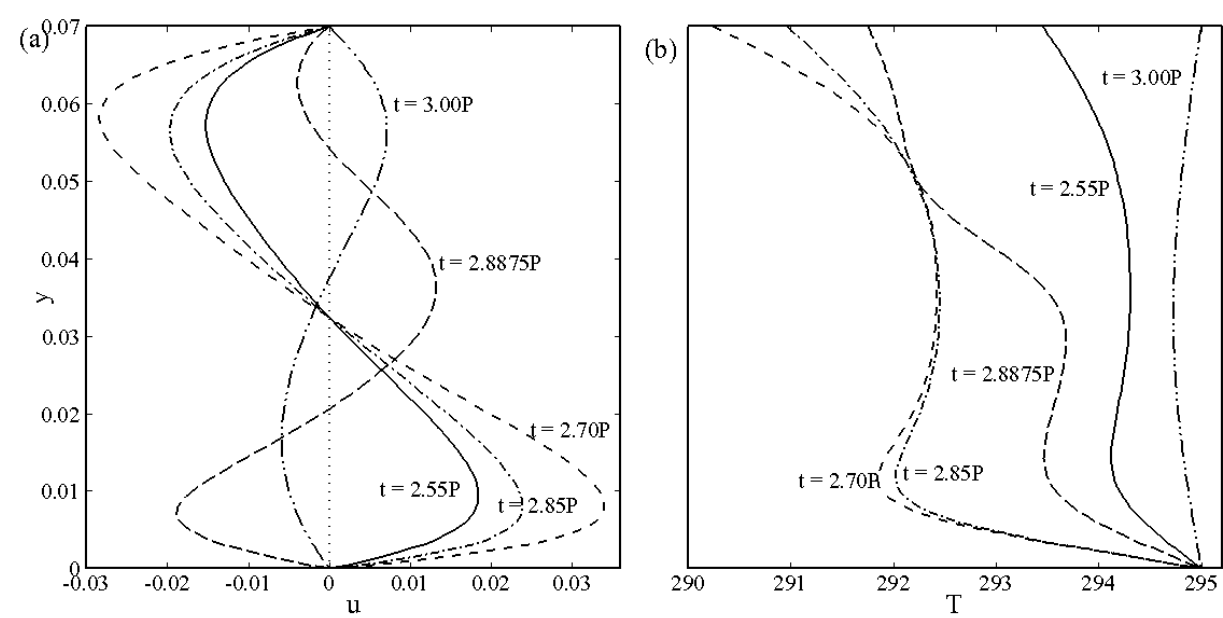 (a)
0.07
0.06
0.05
0.04
0.03
0.02
0.01
0
y
-0.03
-0.02
-0.01
0
0.01
0.02
0.03
u
t = 3.00P
t = 2.8875P
t = 2.70P
t = 2.55P
t = 2.85P
(b)
t = 3.00P
t = 2.55P
t = 2.8875P
t = 2.70P
t = 2.85P
290
291
292
293
294
295
T